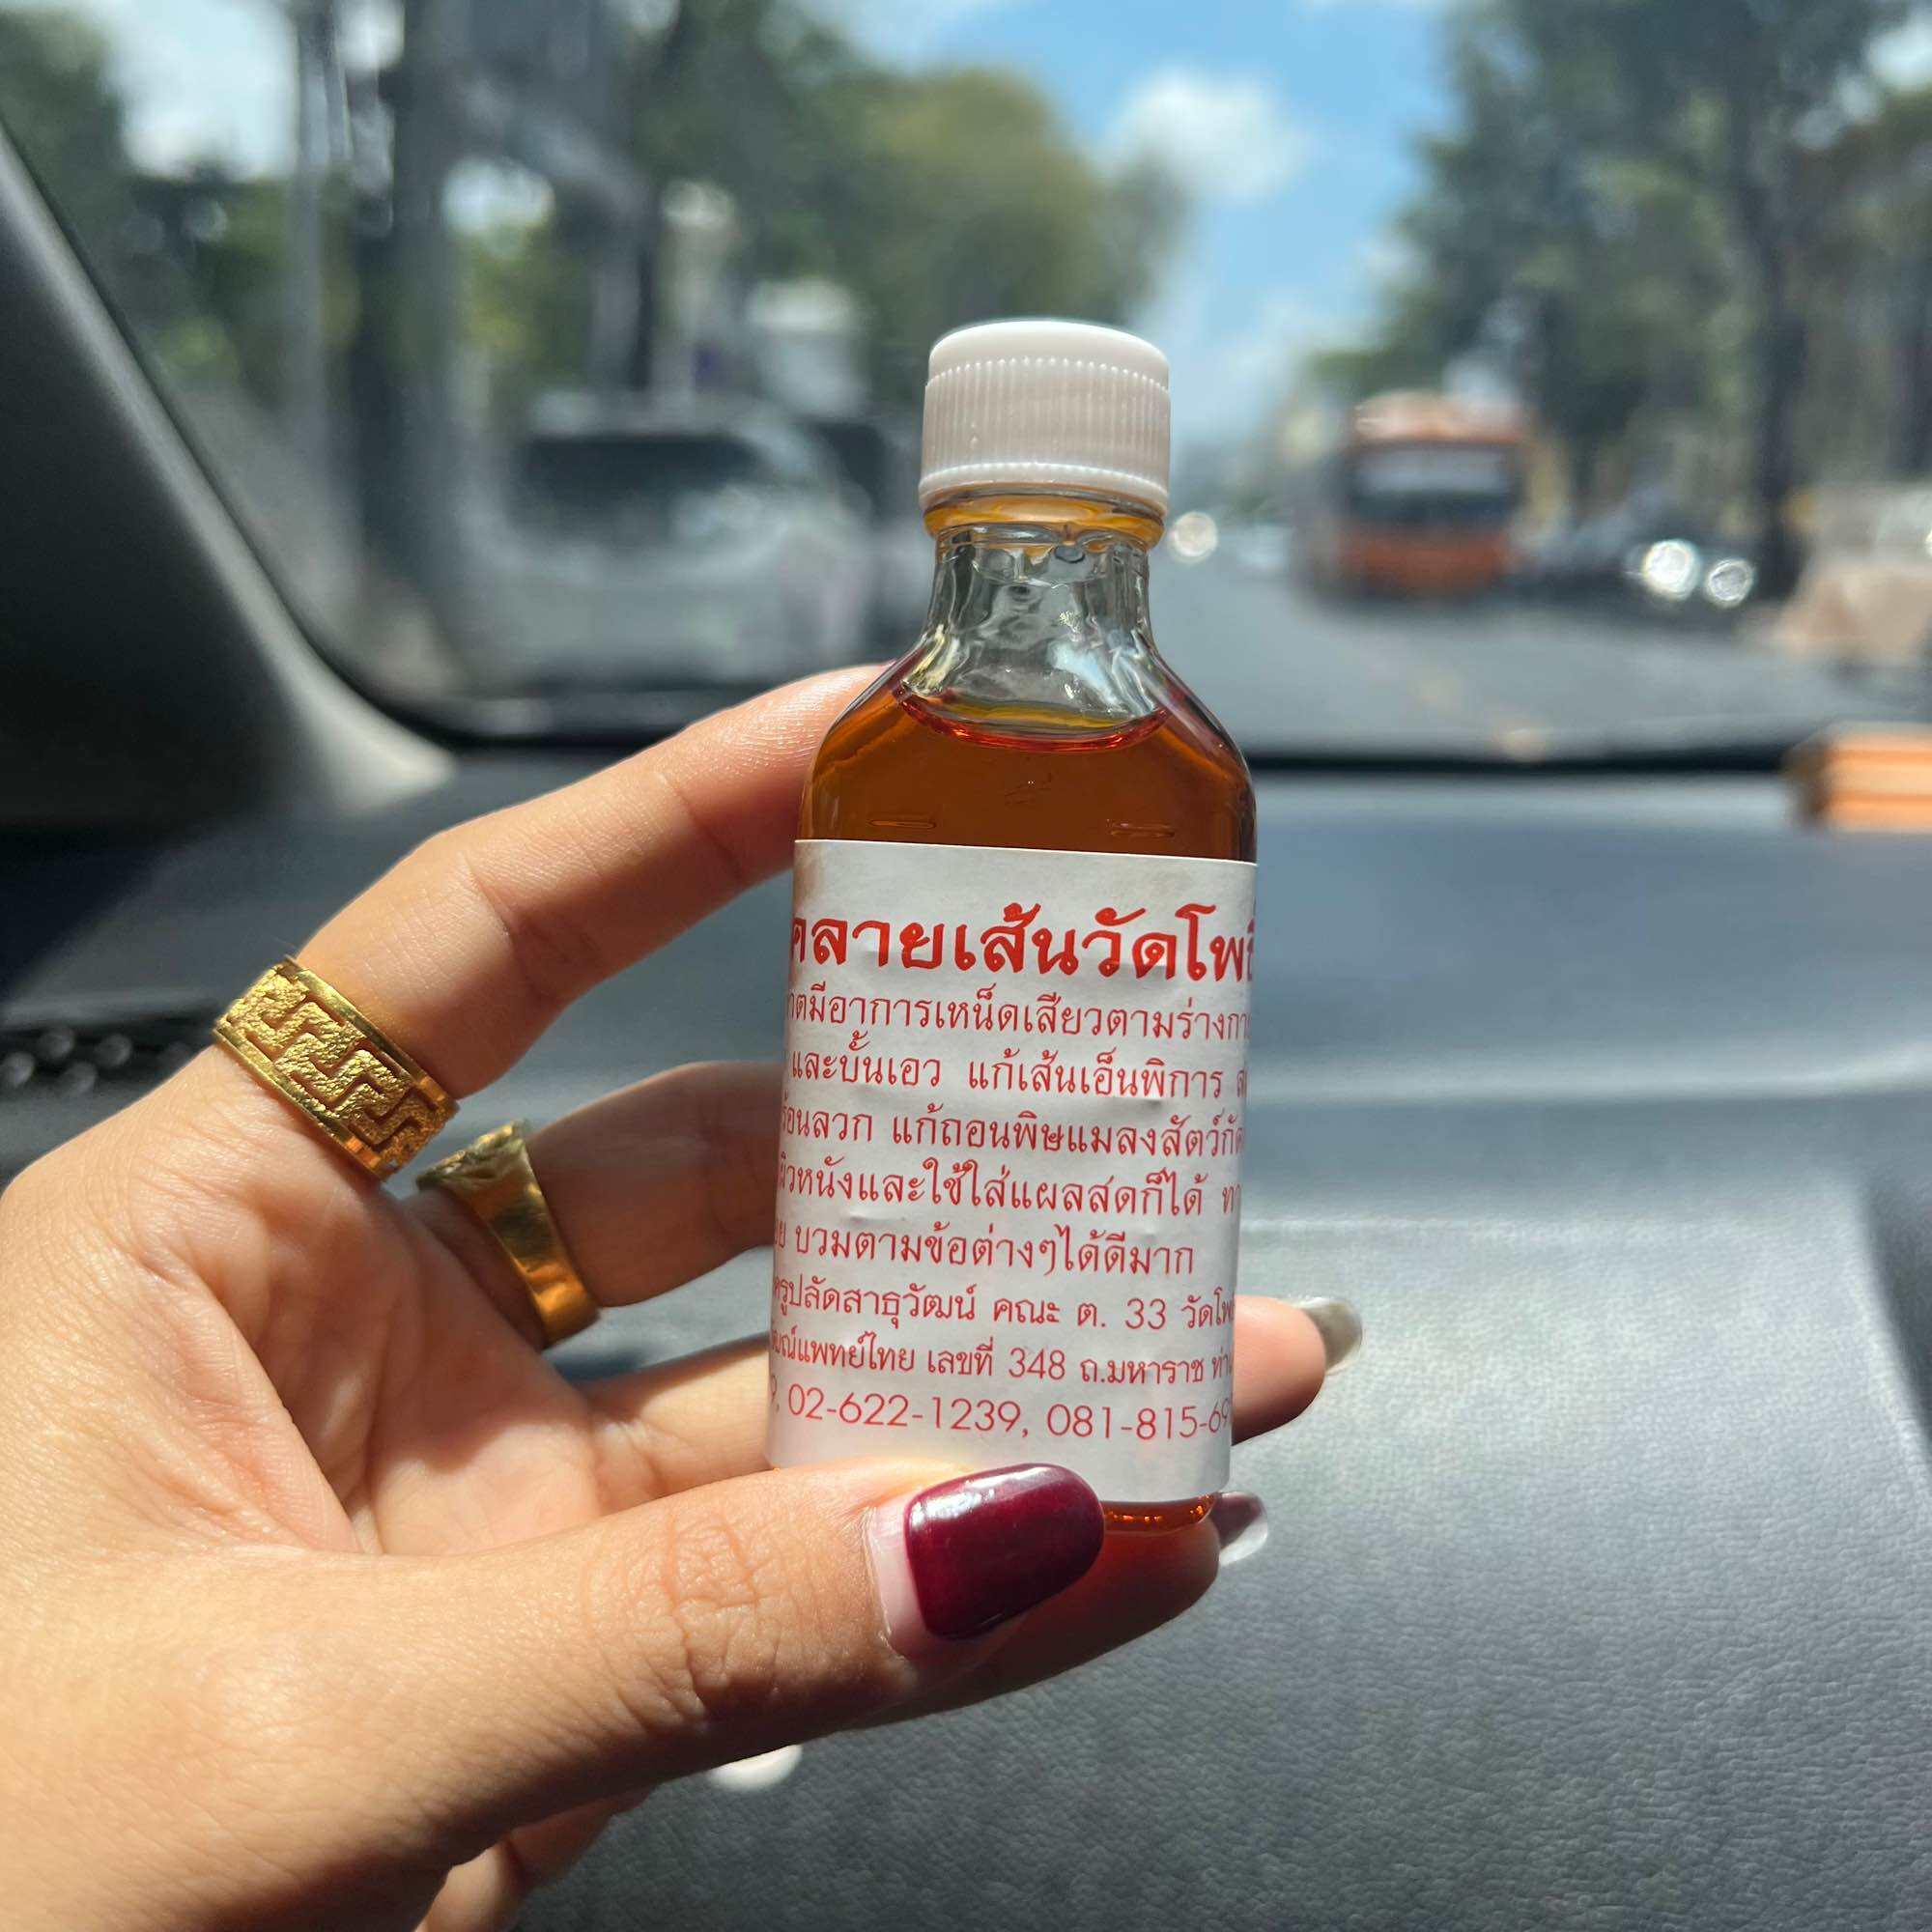 คลายเส้นวัดโพธิ์
มีอาการเหน็ดเสียวตามร่างกาย
และบั้นเอว แก้เส้นเอ็นพิการ
ร้อนลวก แก้ถอนพิษแมลงสัตว์กัด
ผิวหนังและใช้ใส่แผลสดก็ได้ ทา
บวมตามข้อต่างๆได้ดีมาก
ครูปลัดสาธุวัฒน์ คณะ ต. 33 วัดโพธิ์
แพทย์ไทย เลขที่ 348 ถ.มหาราช ท่า
9, 02-622-1239, 081-815-69